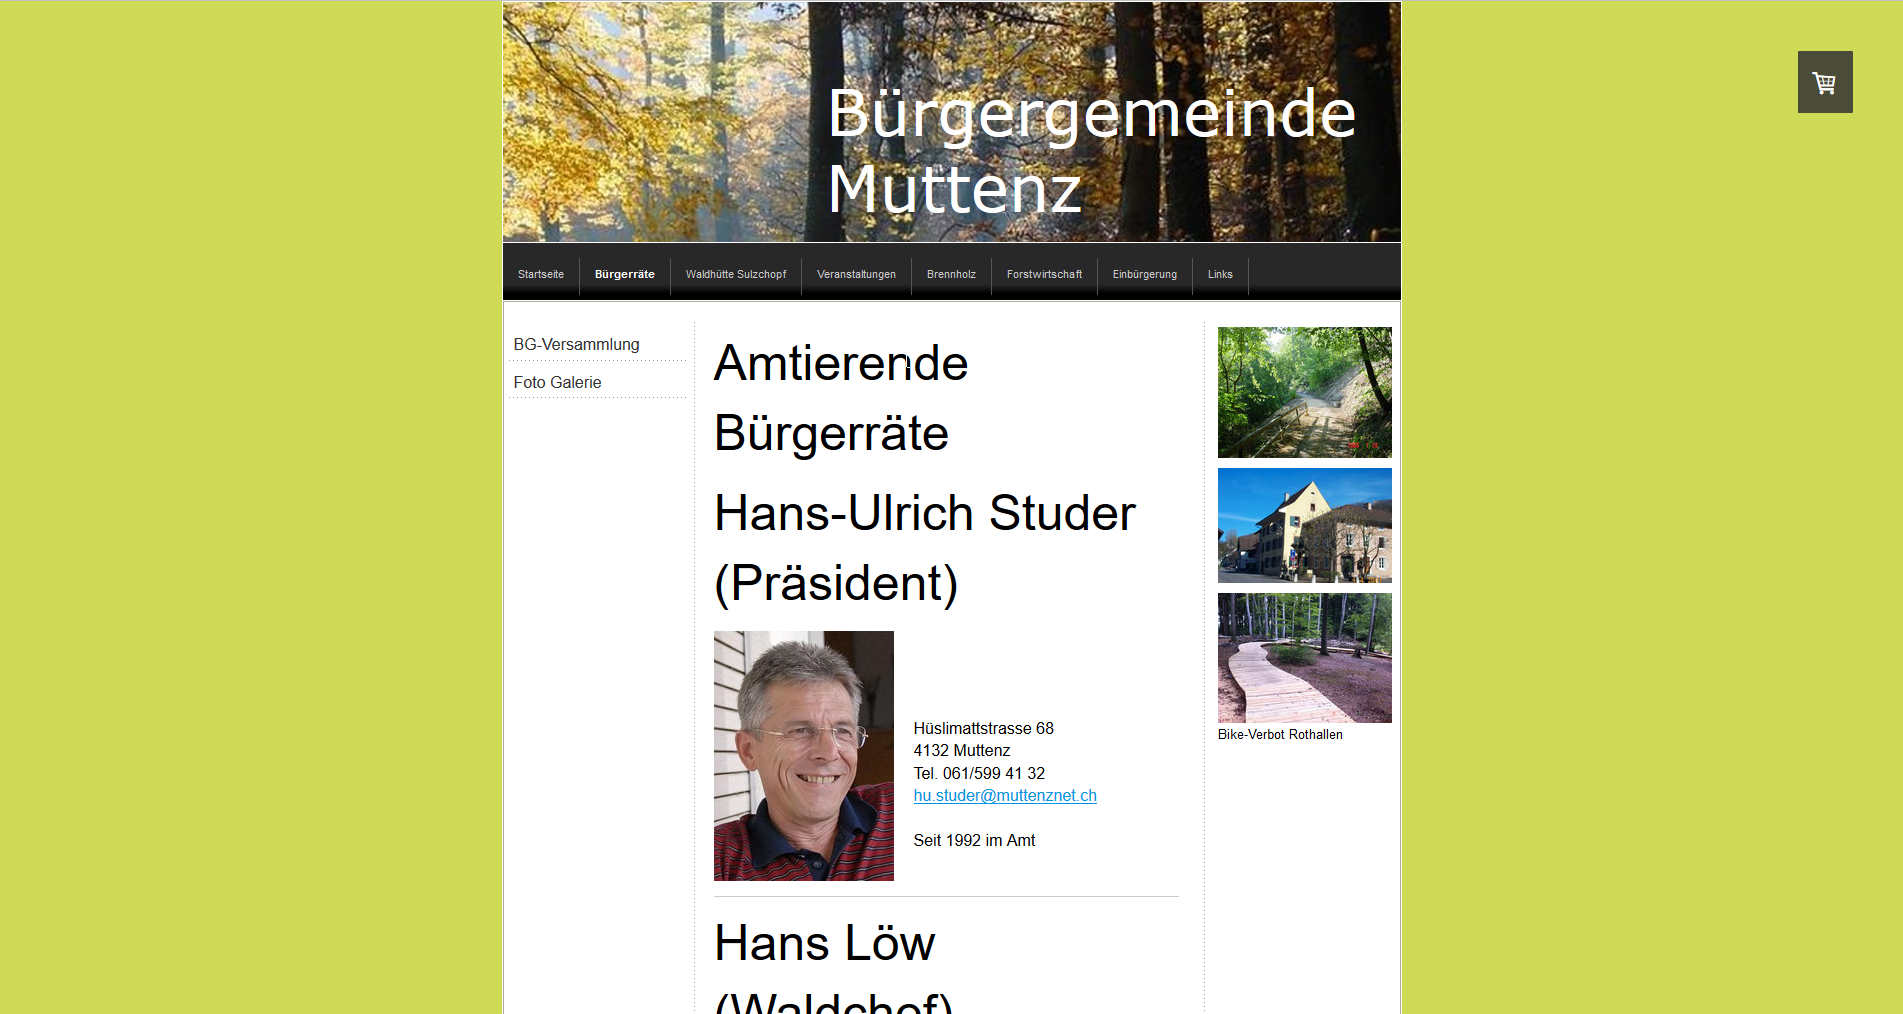 Bürgergemeinde
Muttenz
Startseite
Bürgerräte
Waldhütte Sulzchopf
Veranstaltungen
Brennholz
Forstwirtschaft
Einbürgerung
Links
BG-Versammlung
Foto Galerie
Amtierende
Bürgerräte
Hans-Ulrich Studer
(Präsident)
Hüslimattstrasse 68
4132 Muttenz
Tel. 061/599 41 32
hu.studer@muttenznet.ch
Seit 1992 im Amt
Hans Löw
(Waldchef)
Bike-Verbot Rothallen